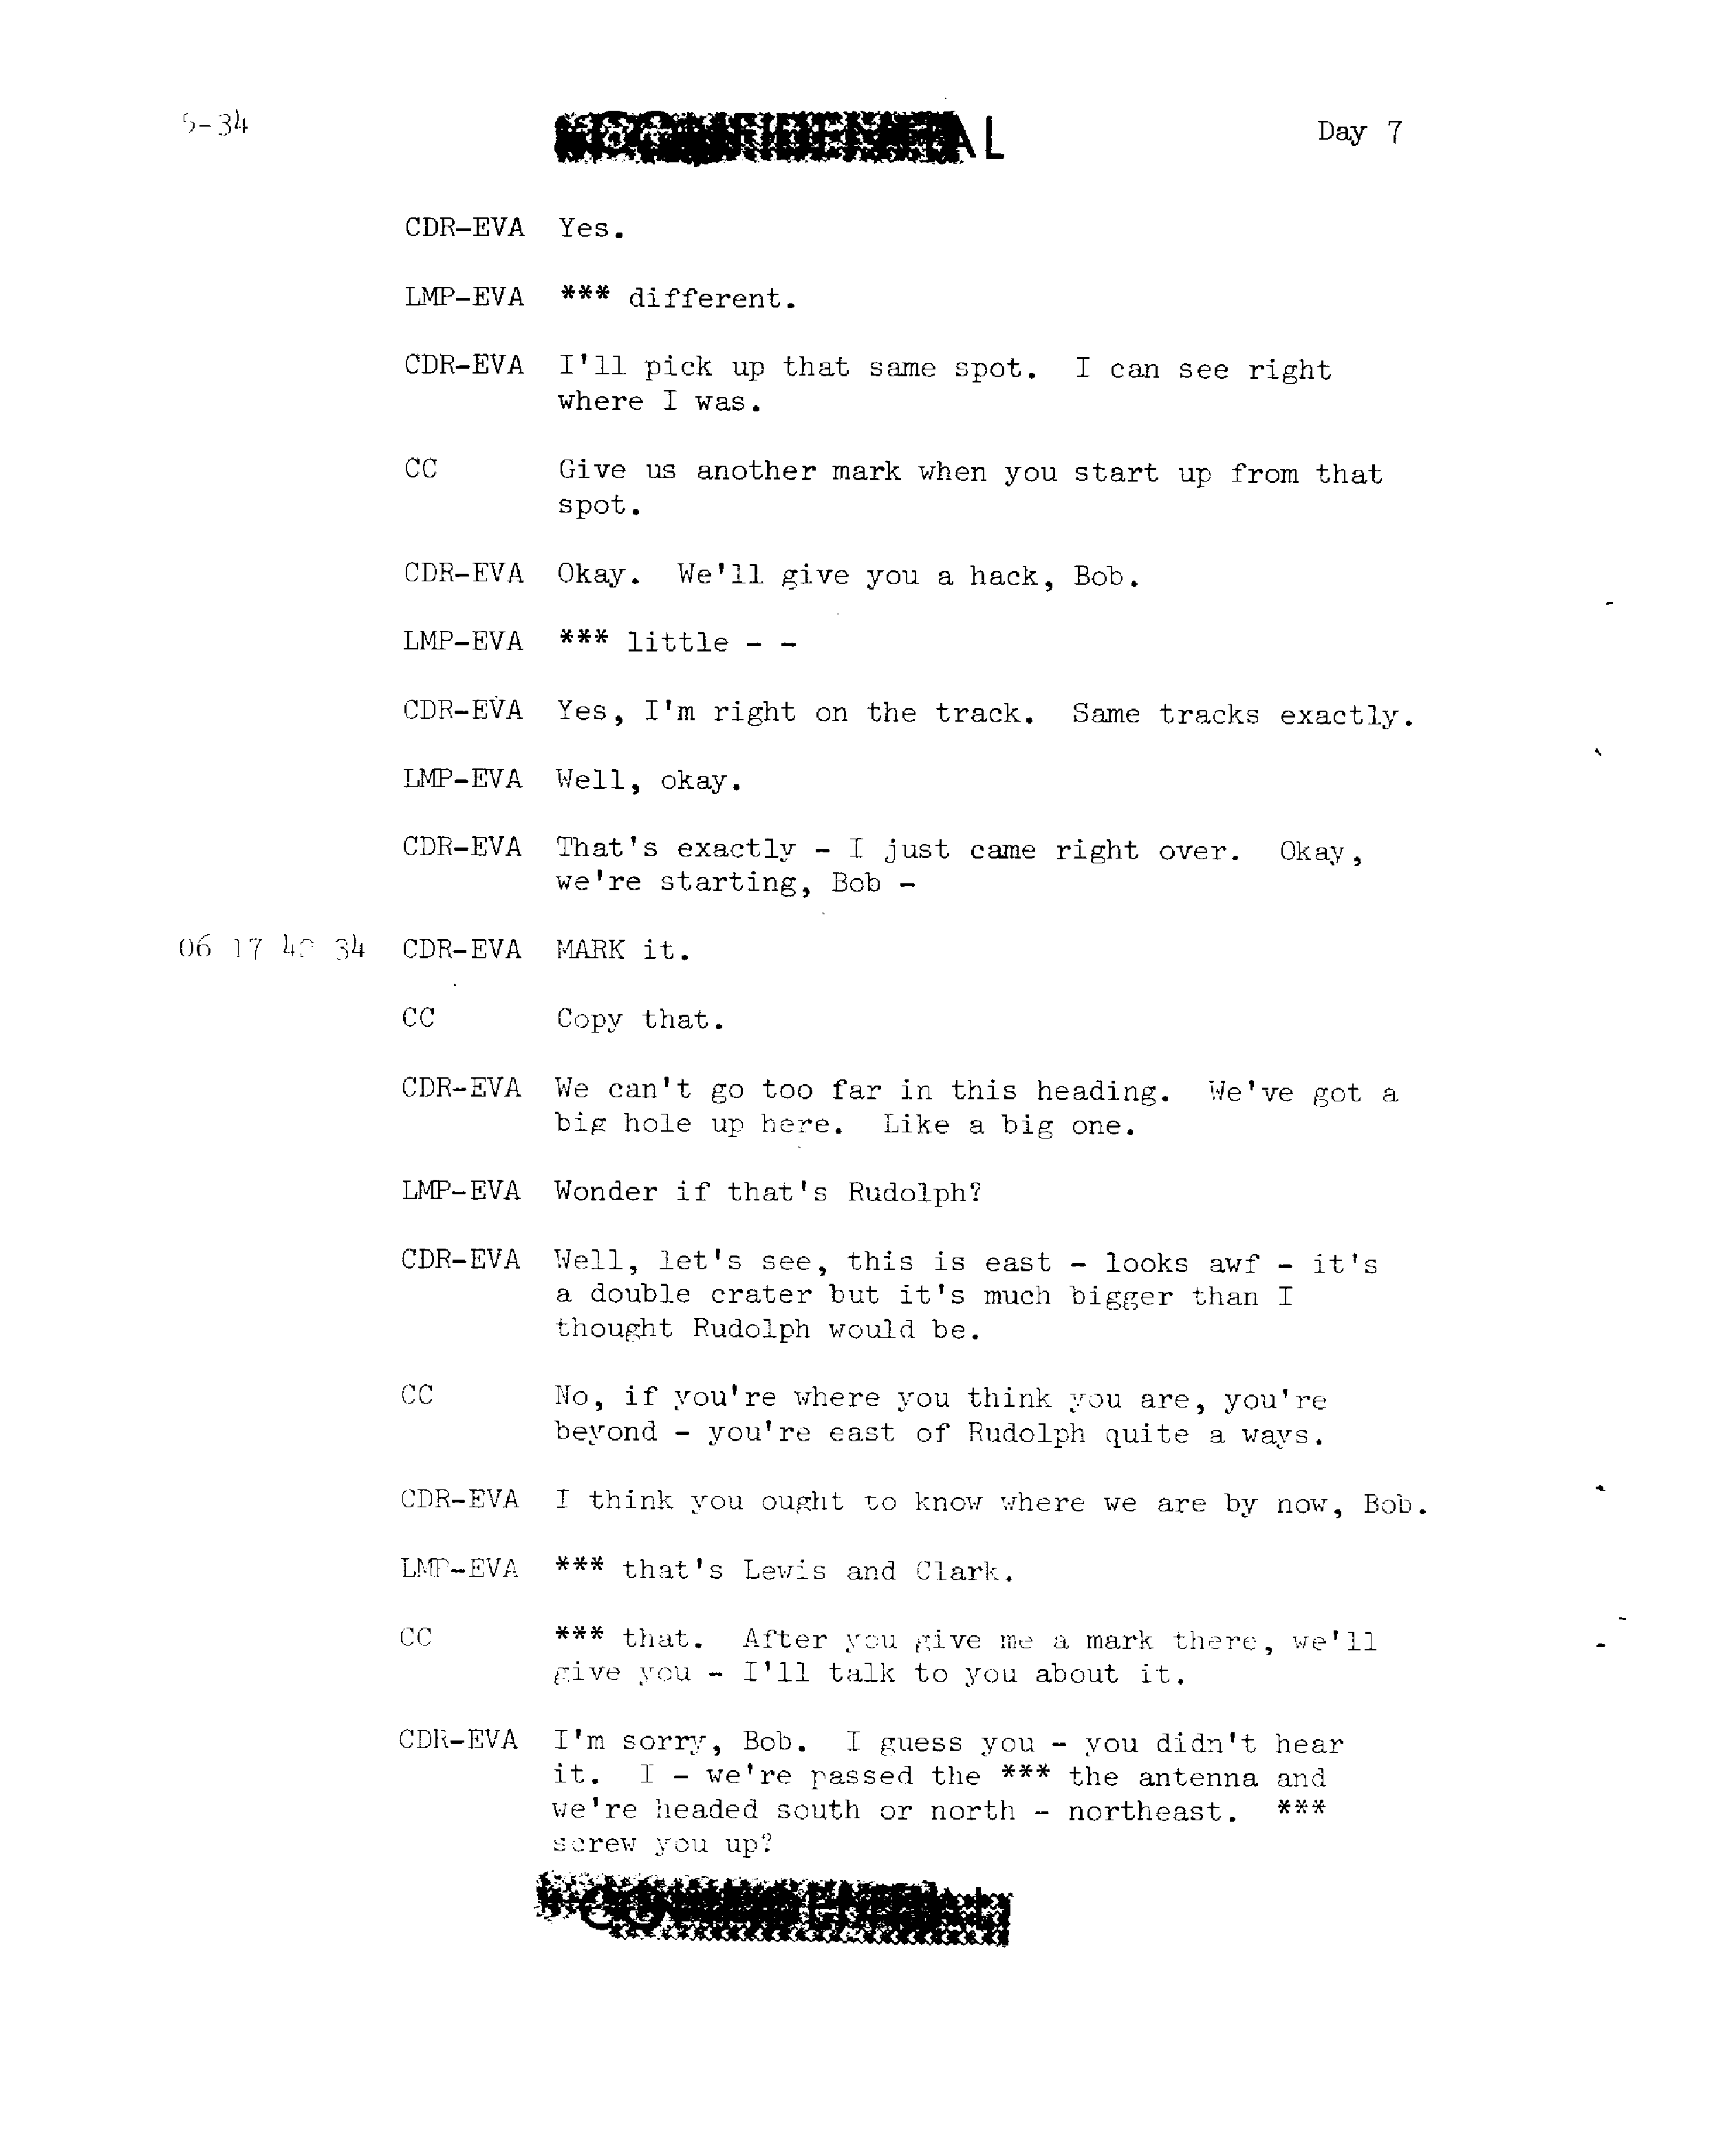 5-34 CONFIDENTIAL Day 7
CDR-EVA Yes.
LMP-EVA *** different.
CDR-EVA I'll pick up that same spot. I can see right
where I was.
CC Give us another mark when you start up from that
spot.
CDR-EVA Okay. We'll give you a hack, Bob.
LMP-EVA *** little - -
CDR-EVA Yes, I'm right on the track. Same tracks exactly.
LMP-EVA Well, okay.
CDR-EVA That's exactly - I just came right over. Okay,
we're starting, Bob -
06 17 34 CDR-EVA MARK it.
CC Copy that.
CDR-EVA We can't go too far in this heading. We've got a
big hole up here. Like a big one.
LMP-EVA Wonder if that's Rudolph?
CDR-EVA Well, let's see, this is east - looks awf - it's
a double crater but it's much bigger than I
thought Rudolph would be.
CC No, if you're where you think you are, you're
beyond - you're east of Rudolph quite a ways.
CDR-EVA I think you ought to know where we are by now, Bob.
LMP-EVA *** that's Lewis and Clark.
CC *** that. After you give me a mark there, we'll
give you - I'll talk to you about it.
CDR-EVA I'm sorry, Bob. I guess you - you didn't hear
it. I - we're passed the *** the antenna and
we're headed south or north - northeast. ***
screw you up?
CONFIDENTIAL